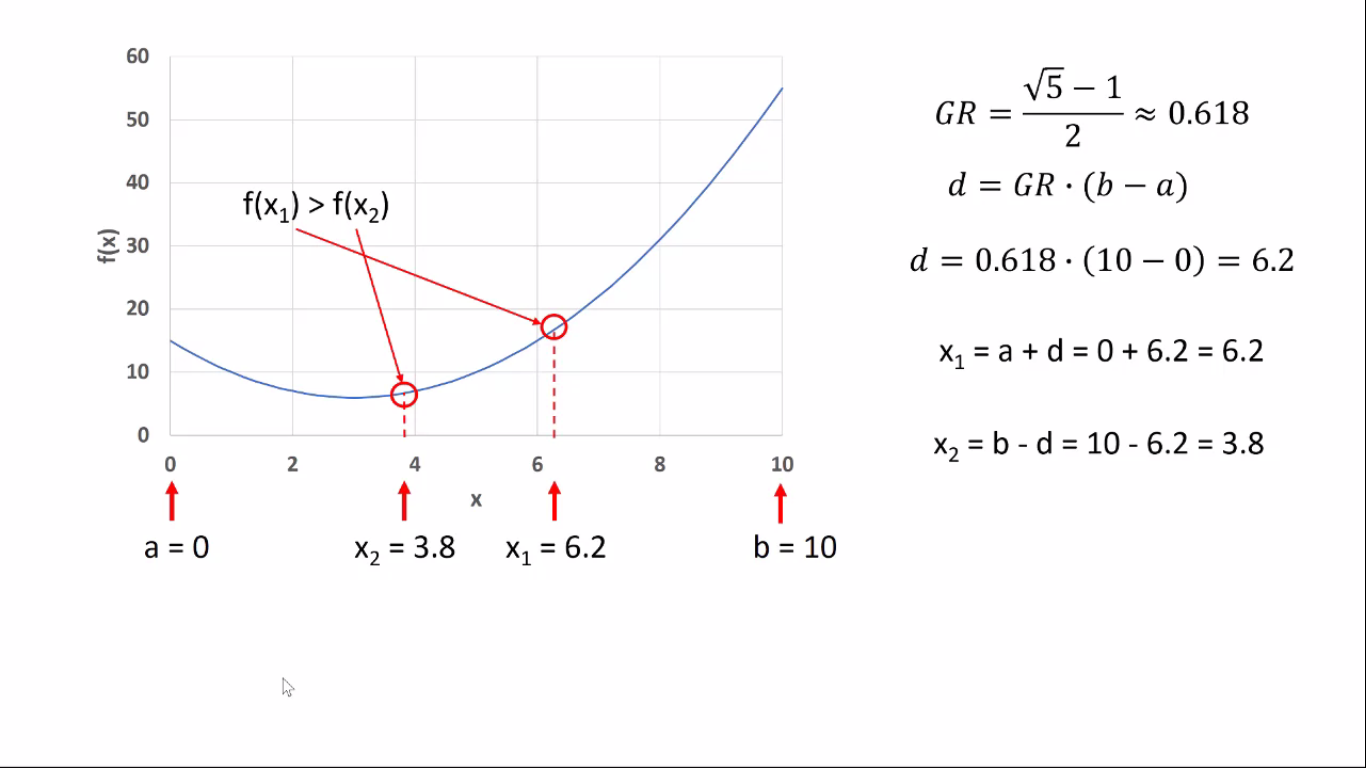 60
50
40
30
20
10
0
f(x)
0 2 4 6 8 10
x
f(x₁) > f(x₂)
a = 0
x₂ = 3.8
x₁ = 6.2
b = 10
GR = (√5 − 1)/2 ≈ 0.618
d = GR · (b − a)
d = 0.618 · (10 − 0) = 6.2
x₁ = a + d = 0 + 6.2 = 6.2
x₂ = b - d = 10 - 6.2 = 3.8